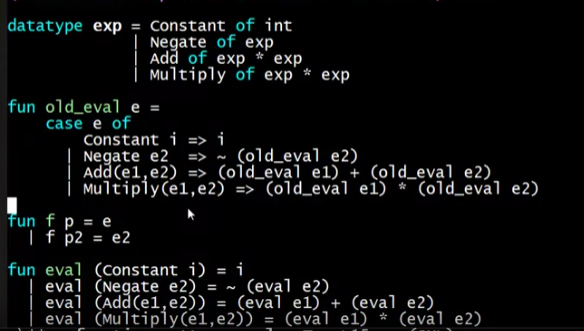 datatype exp = Constant of int
| Negate of exp
| Add of exp * exp
| Multiply of exp * exp
fun old_eval e =
case e of
Constant i => i
| Negate e2 => ~ (old_eval e2)
| Add(e1,e2) => (old_eval e1) + (old_eval e2)
| Multiply(e1,e2) => (old_eval e1) * (old_eval e2)
fun f p = e
| f p2 = e2
fun eval (Constant i) = i
| eval (Negate e2) = ~ (eval e2)
| eval (Add(e1,e2)) = (eval e1) + (eval e2)
| eval (Multiply(e1,e2)) = (eval e1) * (eval e2)